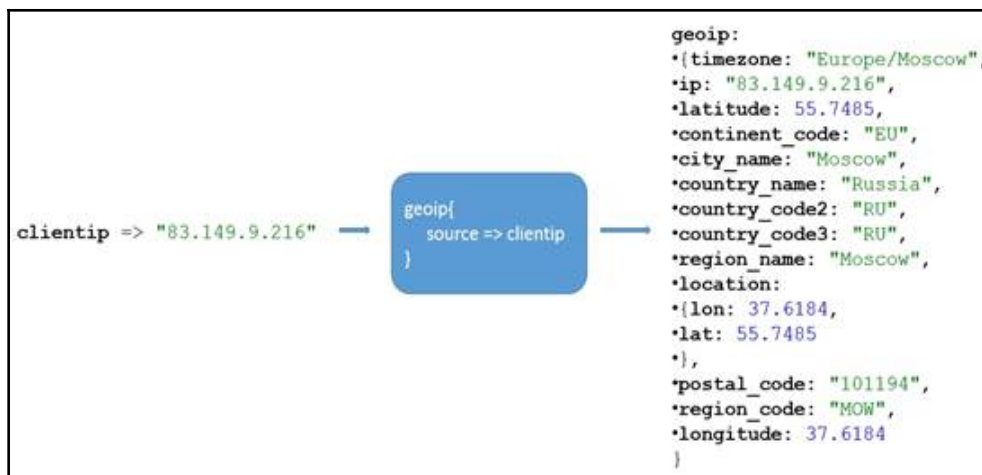 clientip => "83.149.9.216"
geoip{
source => clientip
}
geoip:
•{timezone: "Europe/Moscow",
•ip: "83.149.9.216",
•latitude: 55.7485,
•continent_code: "EU",
•city_name: "Moscow",
•country_name: "Russia",
•country_code2: "RU",
•country_code3: "RU",
•region_name: "Moscow",
•location:
•{lon: 37.6184,
•lat: 55.7485
•},
•postal_code: "101194",
•region_code: "MOW",
•longitude: 37.6184
}